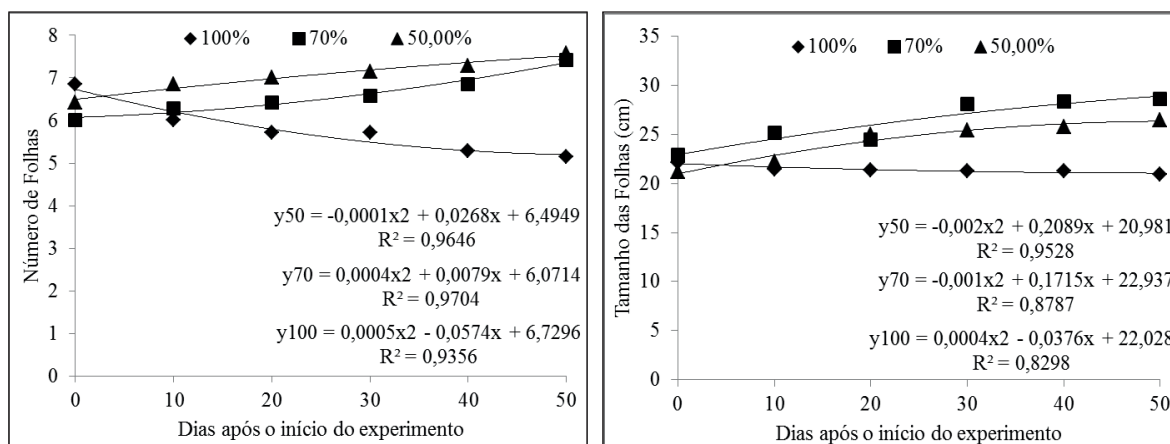 100% 70% 50,00%
8
7
6
5
4
3
2
1
0
Número de Folhas
y50 = -0,0001x2 + 0,0268x + 6,4949
R² = 0,9646
y70 = 0,0004x2 + 0,0079x + 6,0714
R² = 0,9704
y100 = 0,0005x2 - 0,0574x + 6,7296
R² = 0,9356
0 10 20 30 40 50
Dias após o início do experimento
100% 70% 50,00%
35
30
25
20
15
10
5
0
Tamanho das Folhas (cm)
y50 = -0,002x2 + 0,2089x + 20,981
R² = 0,9528
y70 = -0,001x2 + 0,1715x + 22,937
R² = 0,8787
y100 = 0,0004x2 - 0,0376x + 22,028
R² = 0,8298
0 10 20 30 40 50
Dias após o início do experimento